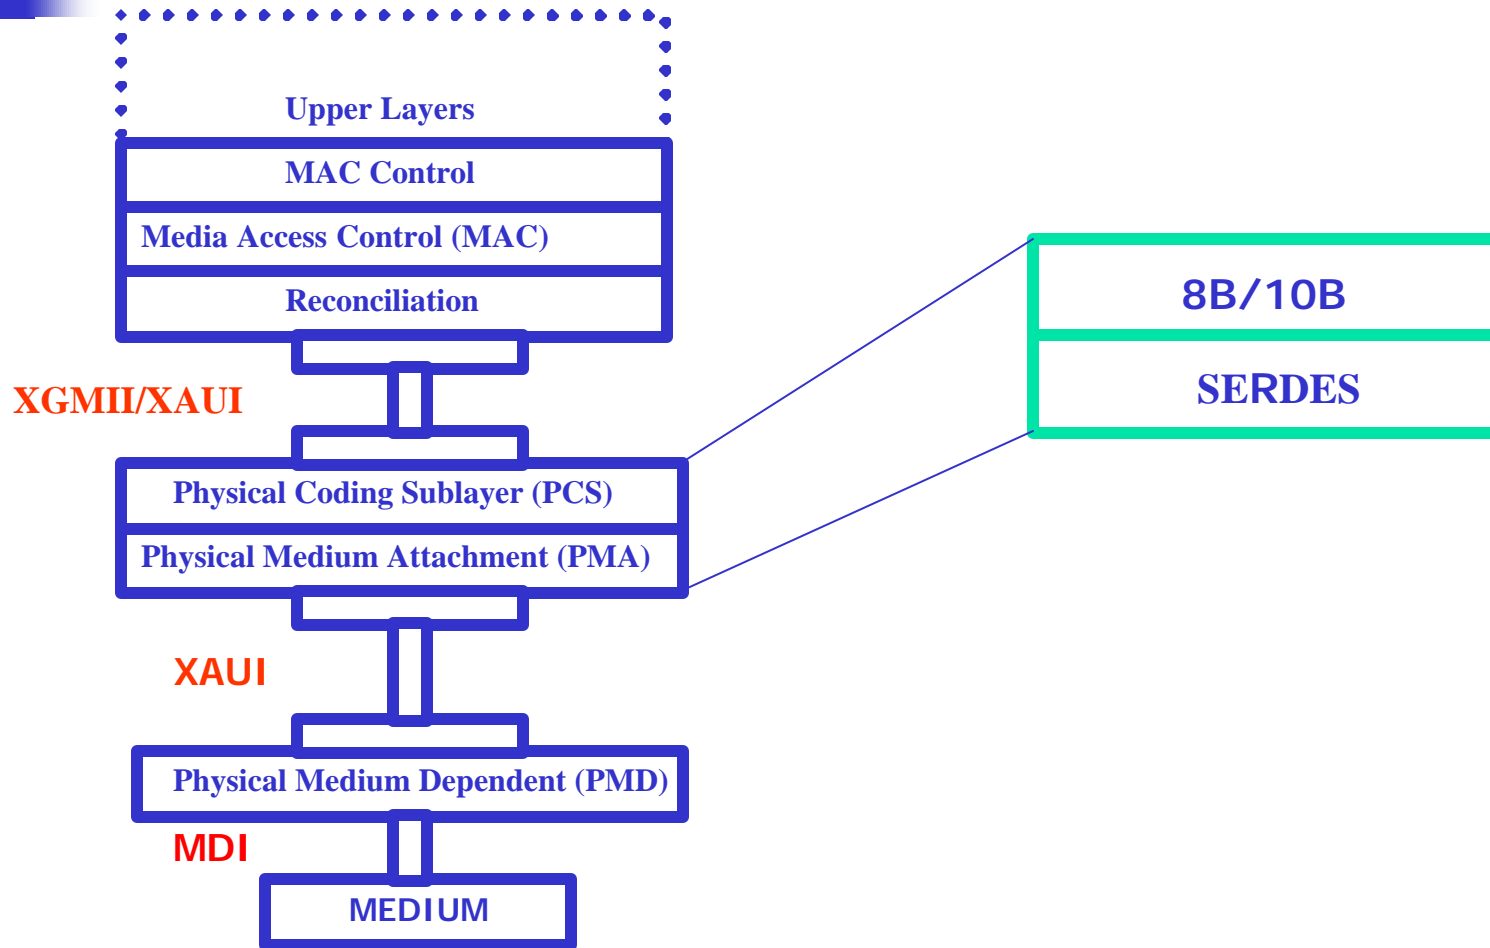 Upper Layers
MAC Control
Media Access Control (MAC)
Reconciliation
XGMII/XAUI
Physical Coding Sublayer (PCS)
Physical Medium Attachment (PMA)
XAUI
Physical Medium Dependent (PMD)
MDI
MEDIUM
8B/10B
SERDES